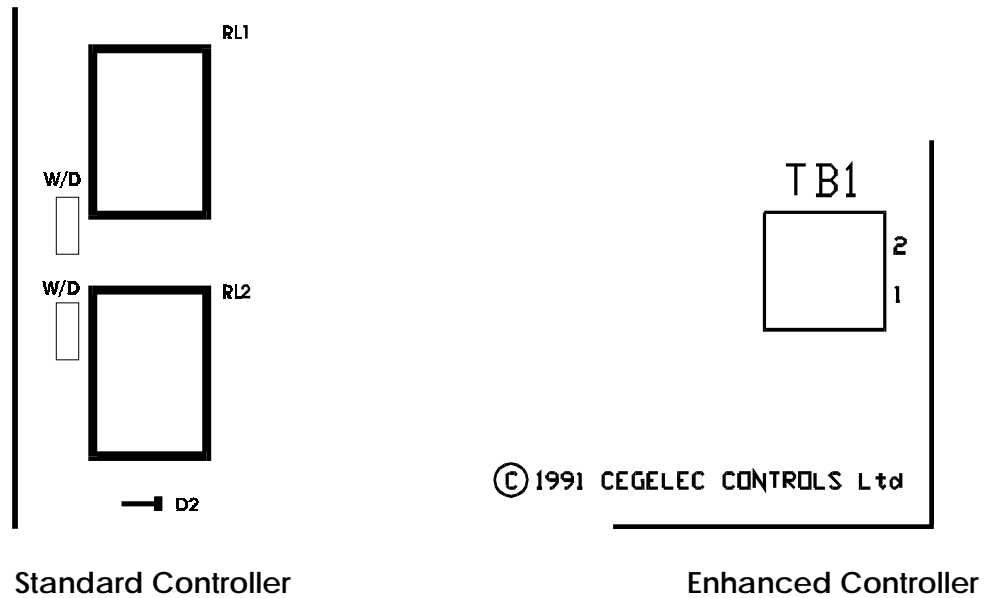 RL1
W/D
W/D
RL2
D2
TB1
2
1
© 1991 CEGELEC CONTROLS Ltd
Standard Controller
Enhanced Controller